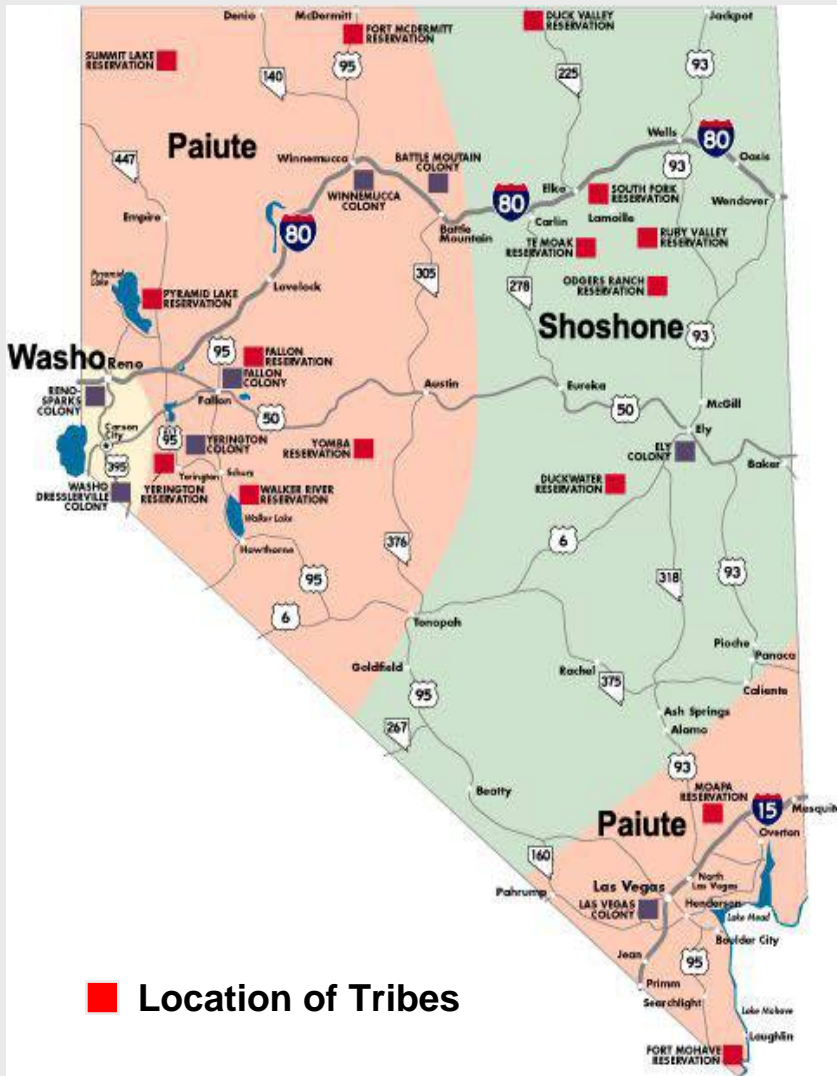 Denio
McDermitt
FORT MCDERMITT
RESERVATION
DUCK VALLEY
RESERVATION
Jackpot
SUMMIT LAKE
RESERVATION
140
95
225
93
Paiute
447
Winnemucca
BATTLE MOUTAIN
COLONY
WINNEMUCCA
COLONY
Wells
80
93
Oasis
Elko
80
SOUTH FORK
RESERVATION
Wendover
Empire
80
Battle
Mountain
Carlin
Lamoille
TE MOAK
RESERVATION
RUBY VALLEY
RESERVATION
Pyramid
Lake
305
278
ODGERS RANCH
RESERVATION
PYRAMID LAKE
RESERVATION
Lovelock
Shoshone
93
Washo
Reno
95
FALLON
RESERVATION
FALLON
COLONY
RENO-
SPARKS
COLONY
Fallon
50
Austin
Eureka
50
McGill
Ely
Carson
City
95
YERINGTON
COLONY
YOMBA
RESERVATION
ELY
COLONY
Baker
395
WASHO
DRESSLERVILLE
COLONY
Yerington
Schurz
YERINGTON
RESERVATION
WALKER RIVER
RESERVATION
DUCKWATER
RESERVATION
Walker Lake
Hawthorne
376
6
95
318
93
6
Tonopah
Pioche
Panaca
Goldfield
95
Rachel
375
Caliente
267
Ash Springs
Alamo
93
Beatty
MOAPA
RESERVATION
15
Mesquite
Paiute
Overton
160
Pahrump
Las Vegas
North
Las Vegas
LAS VEGAS
COLONY
Henderson
Lake Mead
Boulder City
Jean
95
Primm
Searchlight
Location of Tribes
Lake Mohave
Laughlin
FORT MOHAVE
RESERVATION